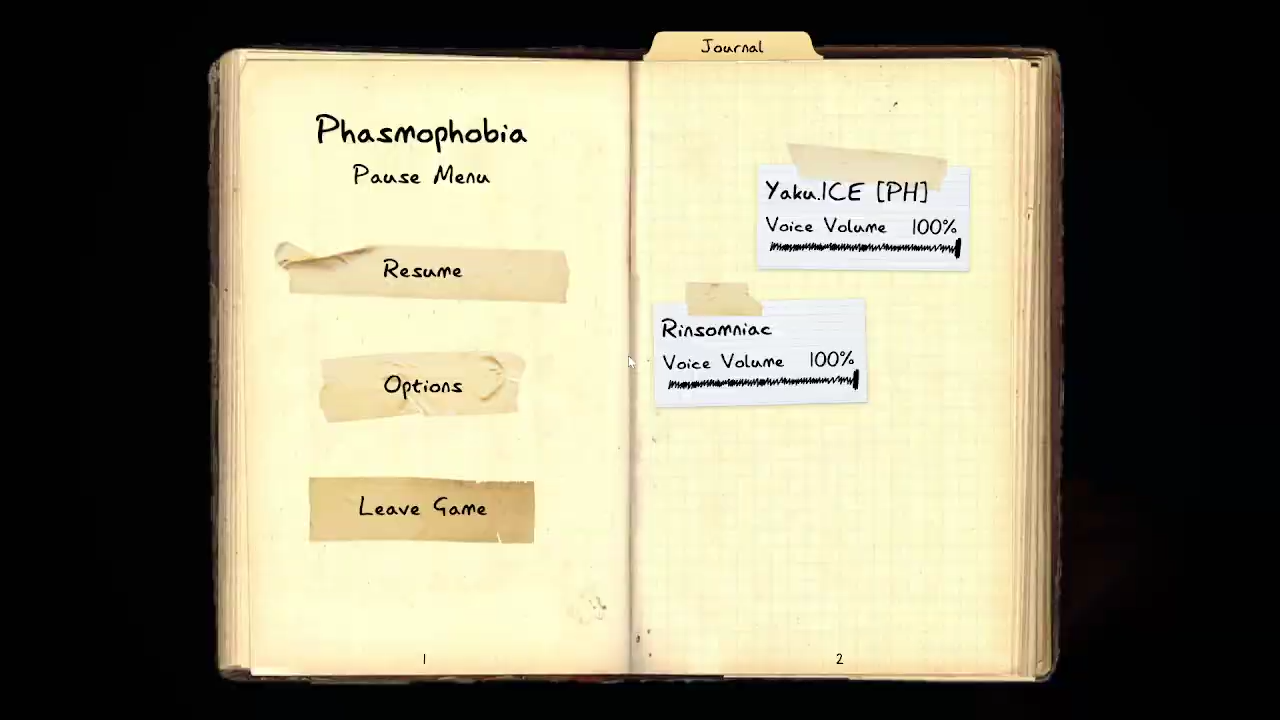 Journal
Phasmophobia
Pause Menu
Resume
Options
Leave Game
1
Yaku.ICE [PH]
Voice Volume 100%
Rinsomniac
Voice Volume 100%
2